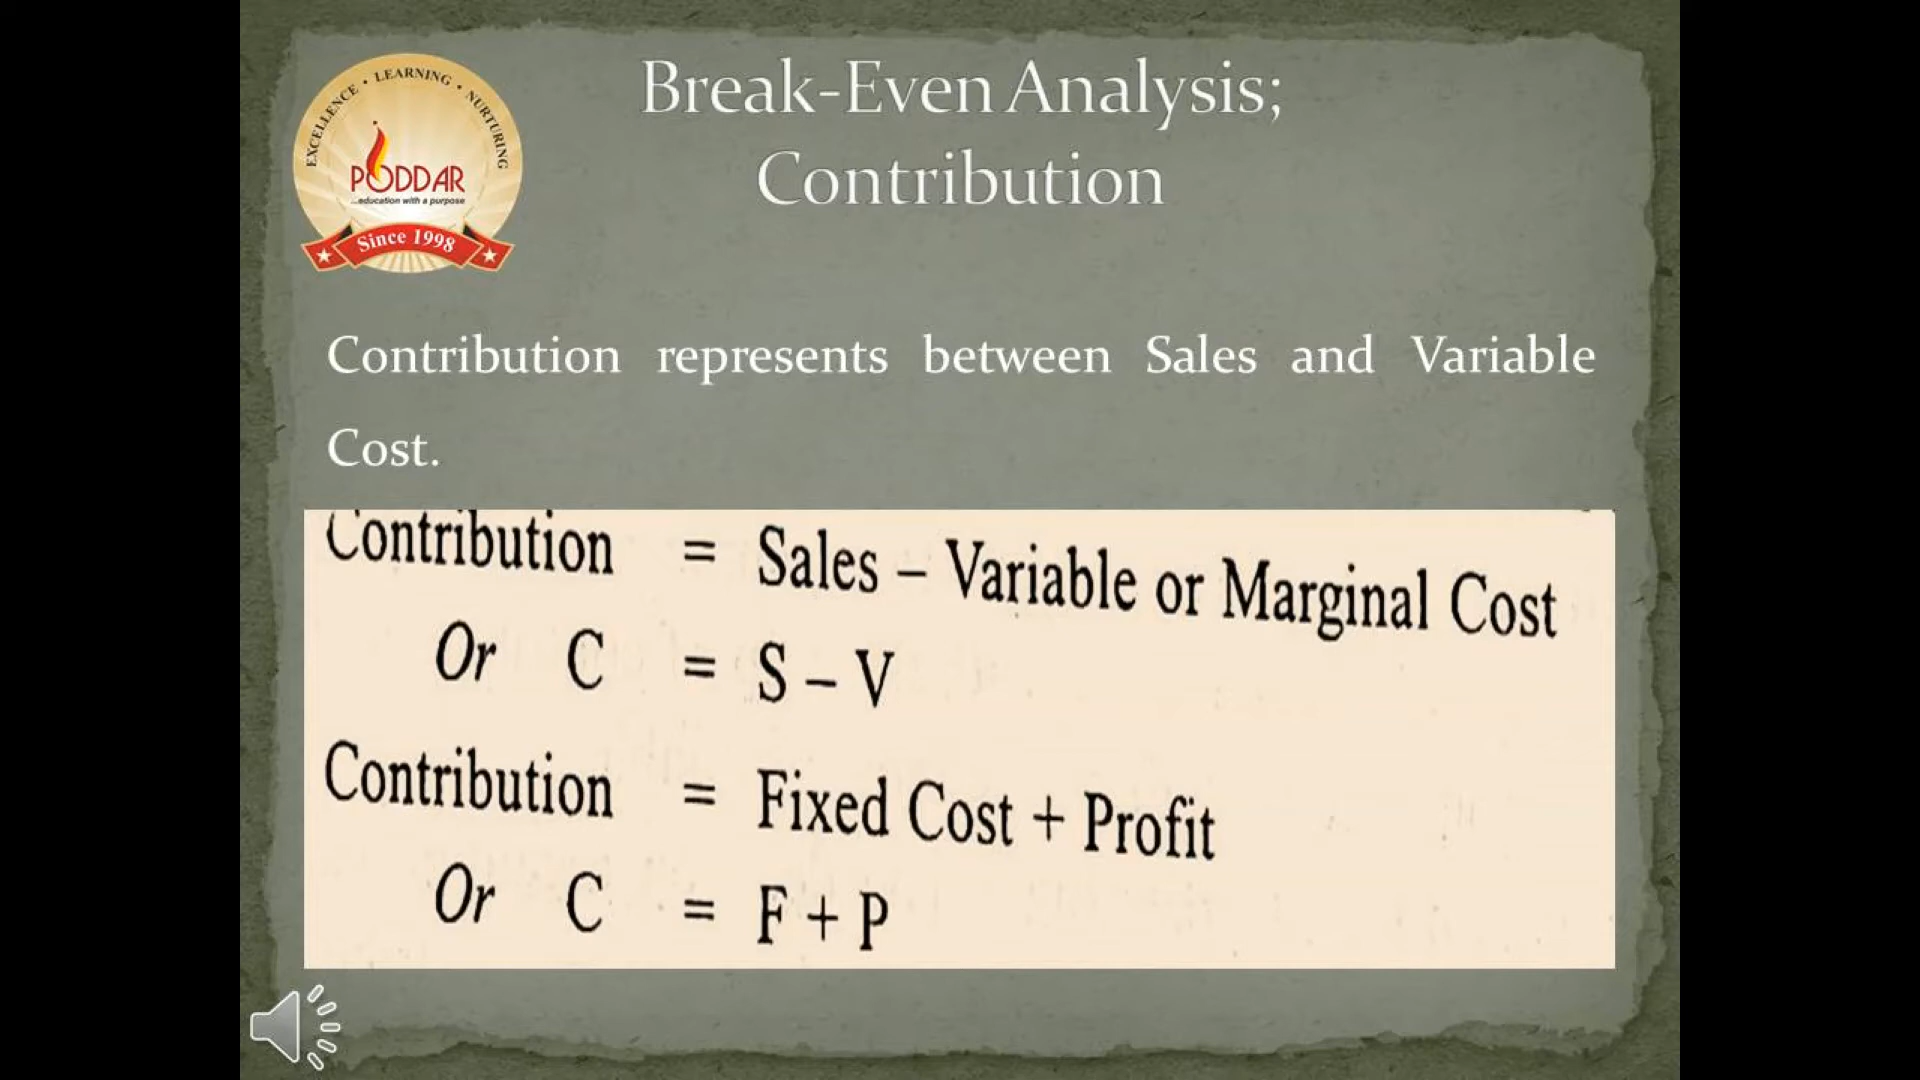 EXCELLENCE • LEARNING • NURTURING
PODDAR
...education with a purpose
Since 1998
Break-Even Analysis;
Contribution
Contribution represents between Sales and Variable
Cost.
Contribution = Sales – Variable or Marginal Cost
Or C = S – V
Contribution = Fixed Cost + Profit
Or C = F + P